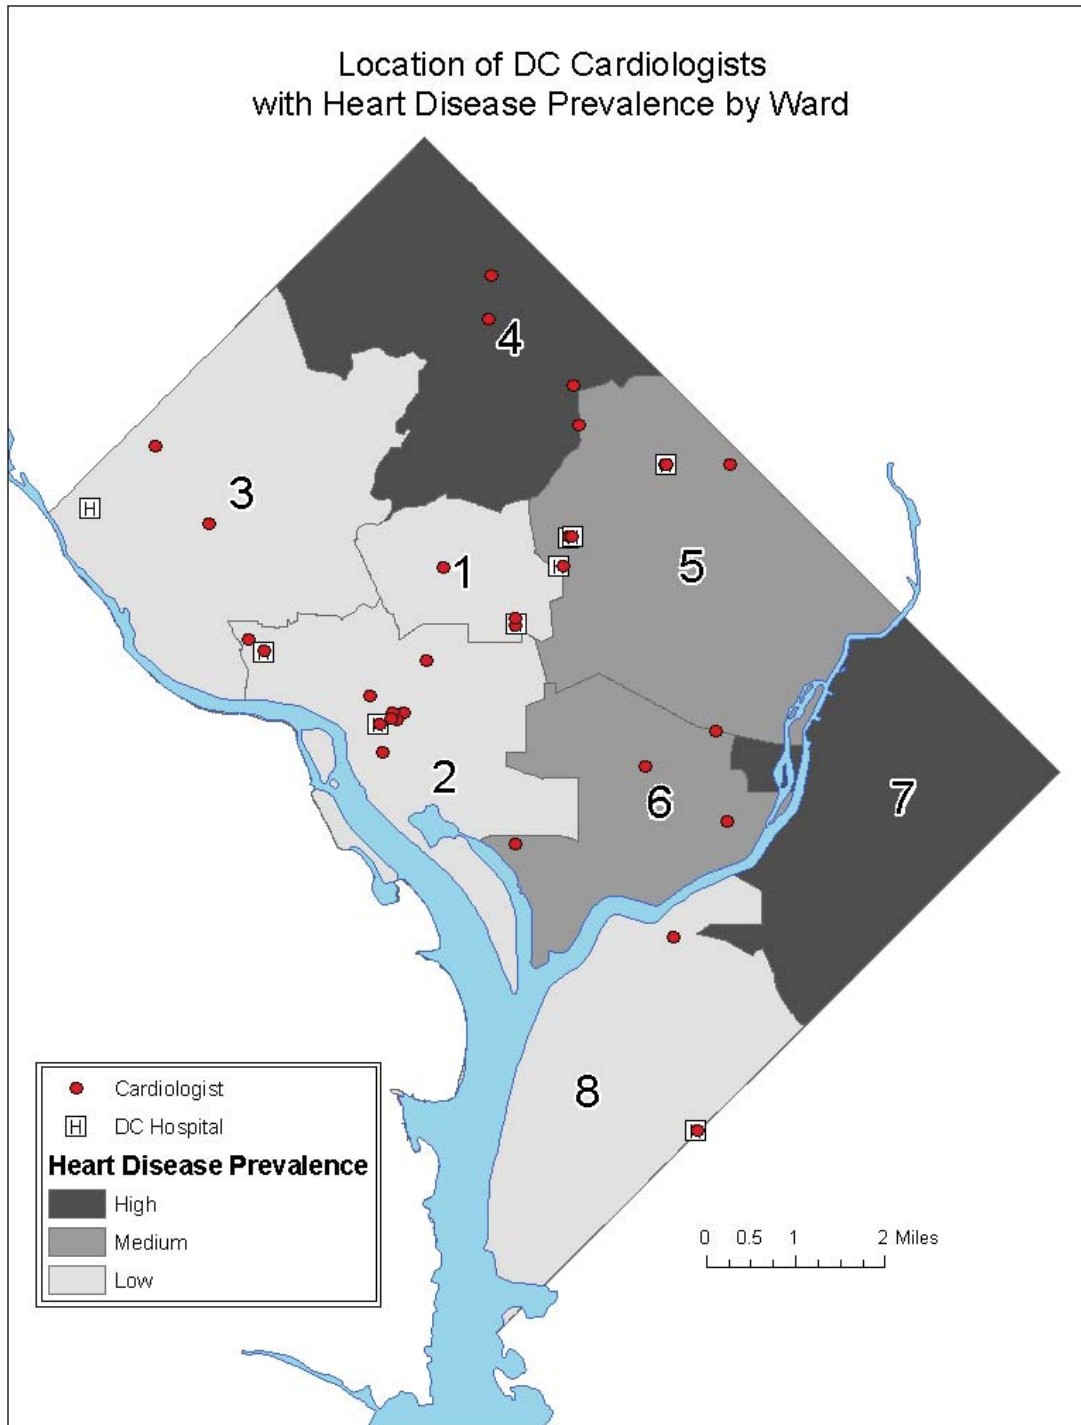 Location of DC Cardiologists
with Heart Disease Prevalence by Ward
4
3
1
5
2
6
7
8
H
H
H
H
Cardiologist
H DC Hospital
Heart Disease Prevalence
High
Medium
Low
0 0.5 1 2 Miles